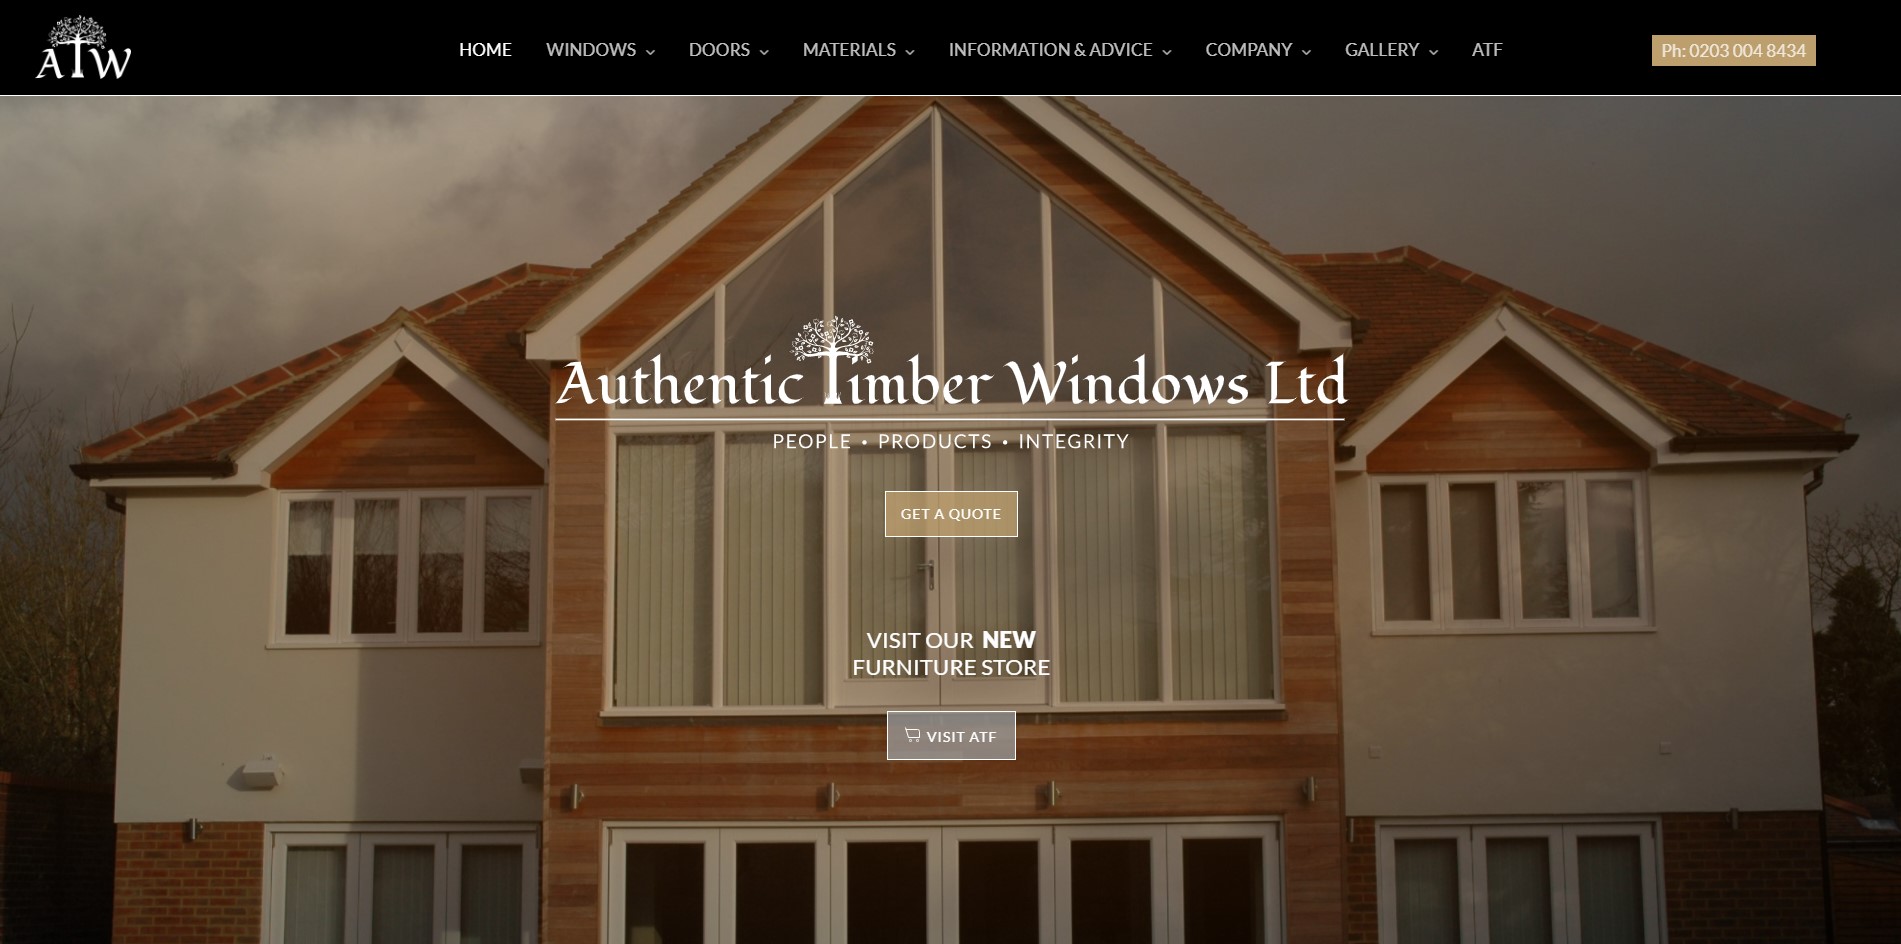 ATW
HOME WINDOWS DOORS MATERIALS INFORMATION & ADVICE COMPANY GALLERY ATF
Ph: 0203 004 8434
Authentic Timber Windows Ltd
PEOPLE • PRODUCTS • INTEGRITY
GET A QUOTE
VISIT OUR NEW
FURNITURE STORE
VISIT ATF